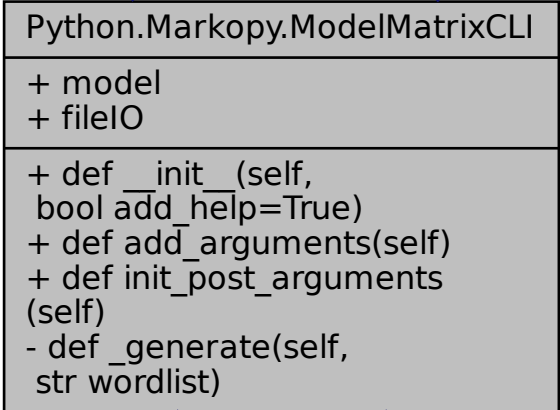 Python.Markopy.ModelMatrixCLI
+ model
+ fileIO
+ def __init__(self,
bool add_help=True)
+ def add_arguments(self)
+ def init_post_arguments
(self)
- def _generate(self,
str wordlist)